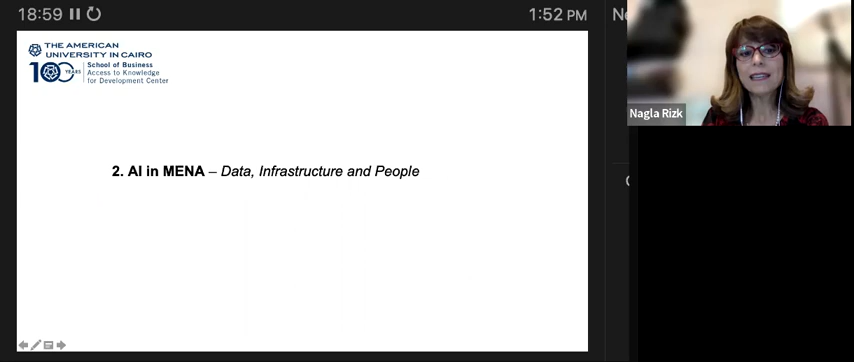 18:59
1:52 PM
THE AMERICAN
UNIVERSITY IN CAIRO
100 YEARS
School of Business
Access to Knowledge
for Development Center
2. AI in MENA – Data, Infrastructure and People
Nagla Rizk